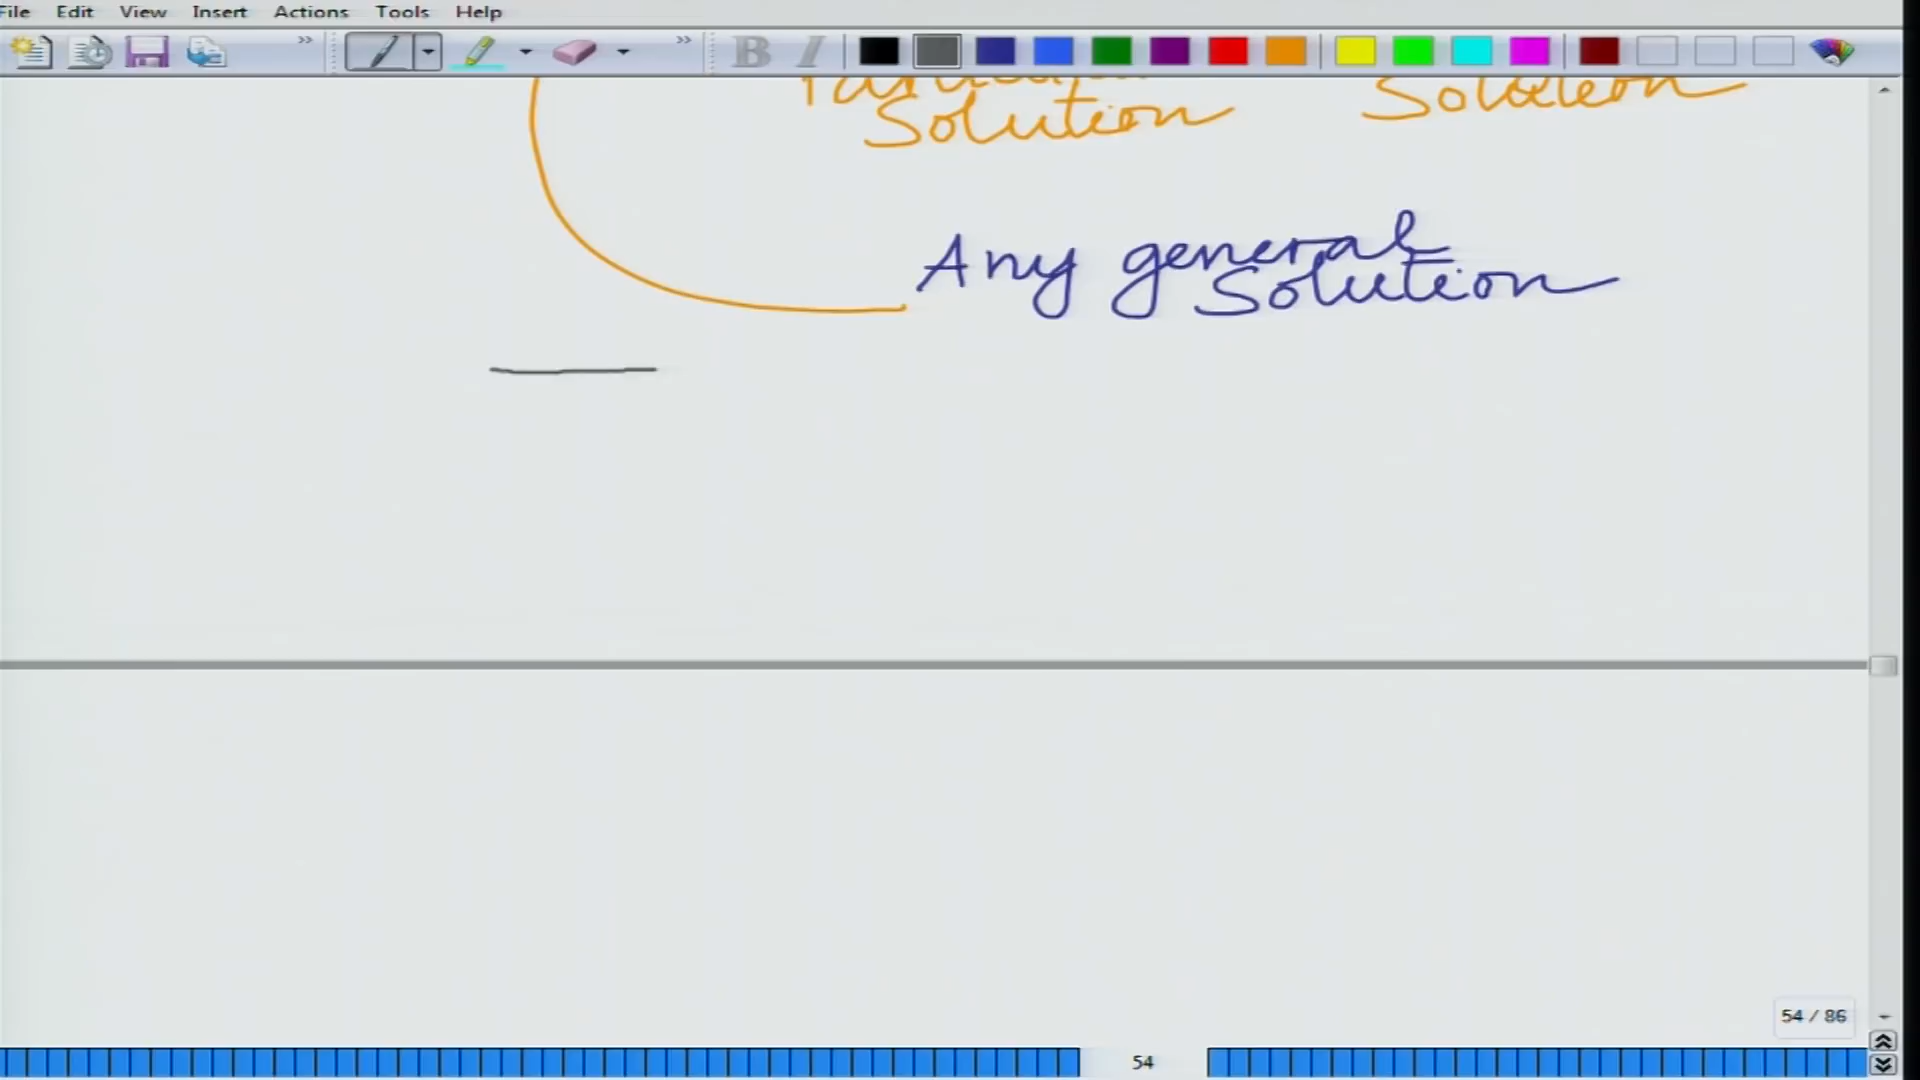 File Edit View Insert Actions Tools Help
Solution Solution
Any general
Solution
54 / 86
54